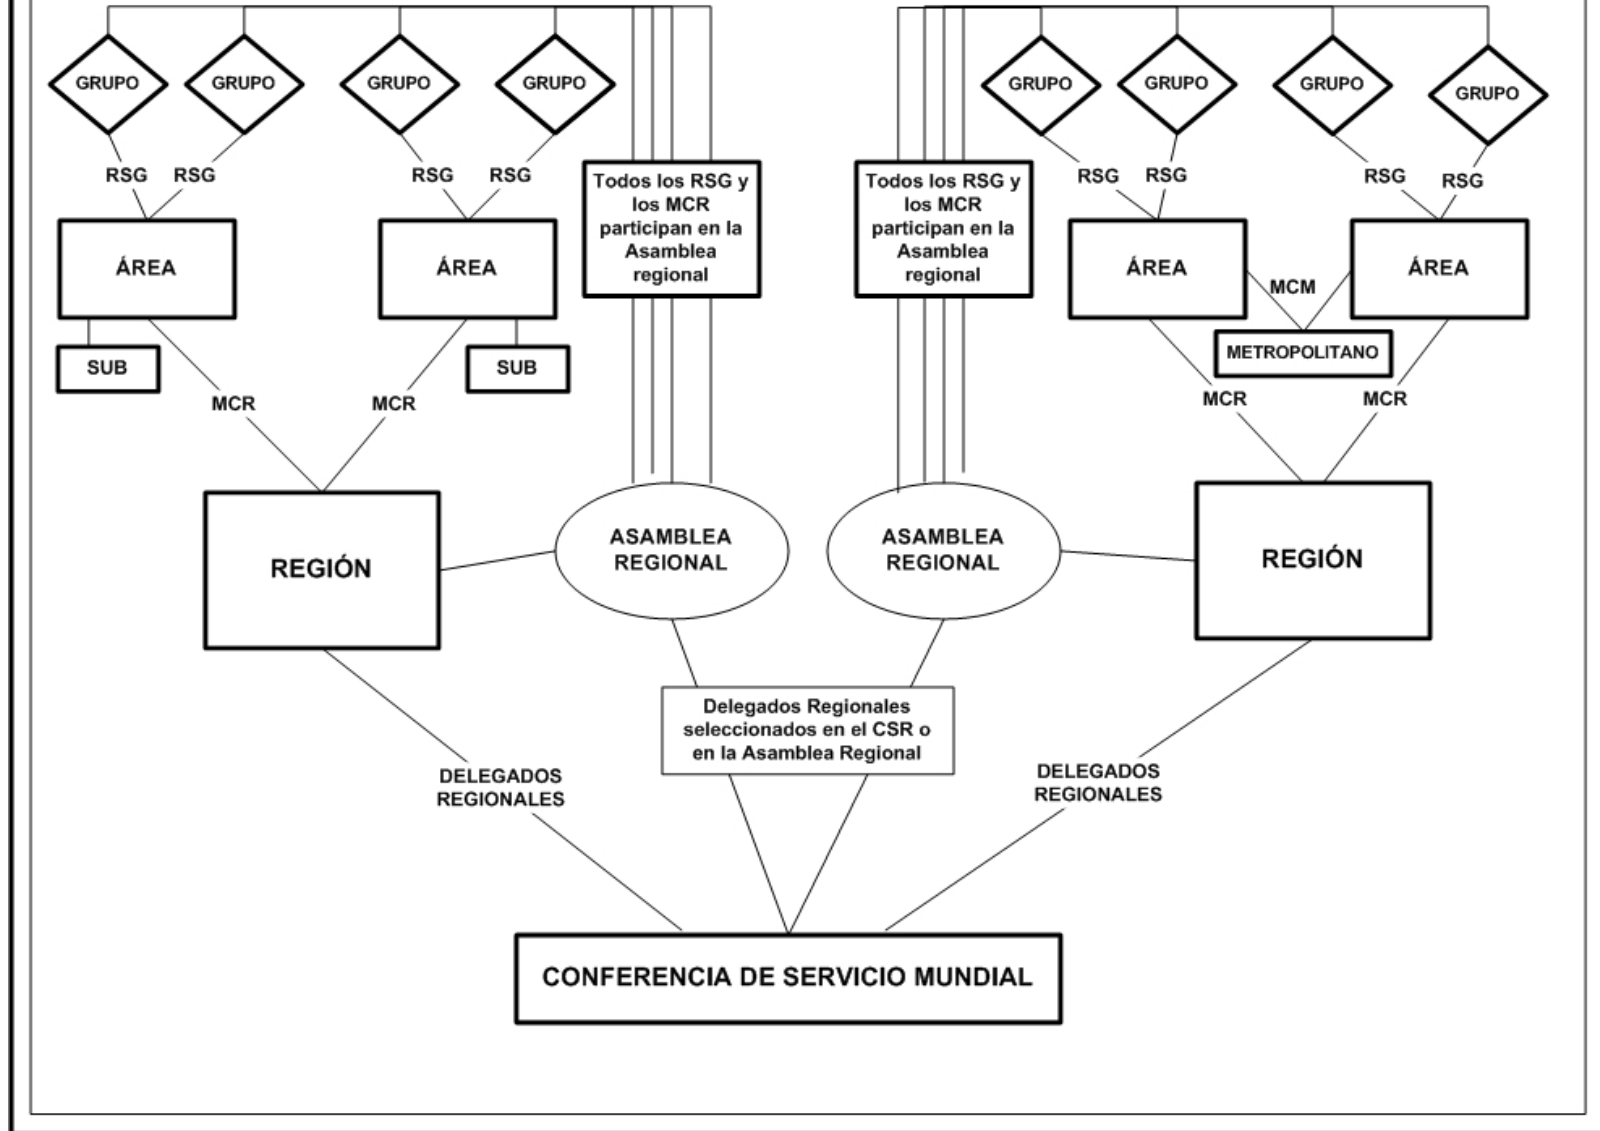 GRUPO
GRUPO
GRUPO
GRUPO
GRUPO
GRUPO
GRUPO
GRUPO
RSG
RSG
RSG
RSG
Todos los RSG y
los MCR
participan en la
Asamblea
regional
Todos los RSG y
los MCR
participan en la
Asamblea
regional
RSG
RSG
RSG
RSG
ÁREA
ÁREA
ÁREA
MCM
ÁREA
SUB
SUB
METROPOLITANO
MCR
MCR
MCR
MCR
REGIÓN
ASAMBLEA
REGIONAL
ASAMBLEA
REGIONAL
REGIÓN
Delegados Regionales
seleccionados en el CSR o
en la Asamblea Regional
DELEGADOS
REGIONALES
DELEGADOS
REGIONALES
CONFERENCIA DE SERVICIO MUNDIAL